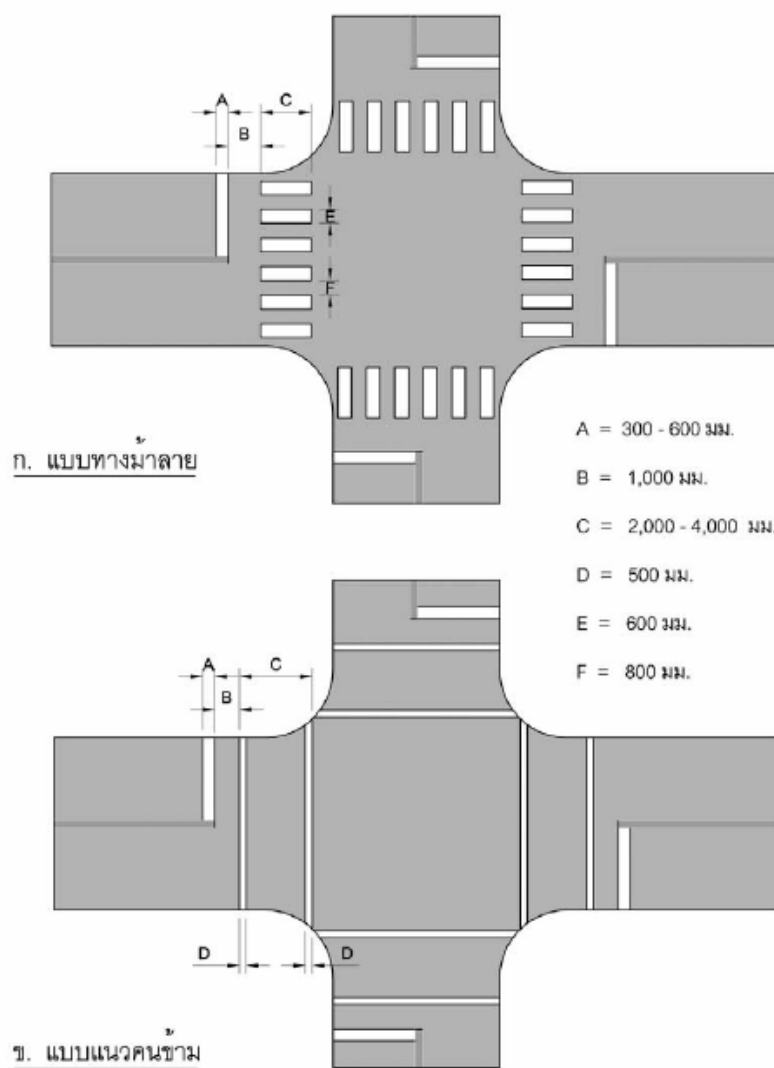 A
C
B
E
F
ก. แบบทางม้าลาย
A = 300 - 600 มม.
B = 1,000 มม.
C = 2,000 - 4,000 มม.
D = 500 มม.
E = 600 มม.
F = 800 มม.
A
C
B
D
D
ข. แบบแนวคนข้าม